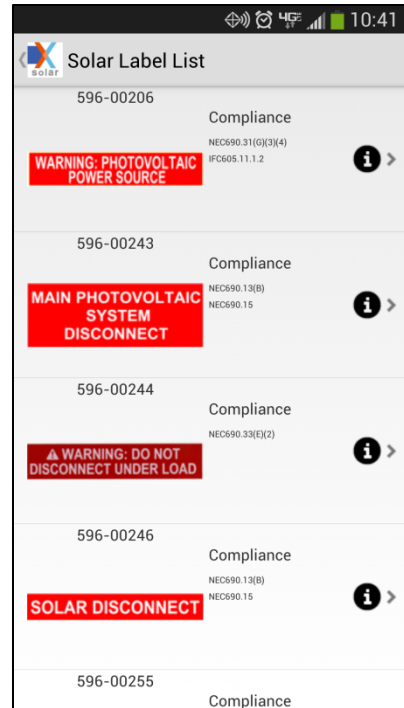 4G LTE 10:41
solar Solar Label List
596-00206
Compliance
NEC690.31(G)(3)(4)
IFC605.11.1.2
WARNING: PHOTOVOLTAIC
POWER SOURCE
596-00243
Compliance
NEC690.13(B)
NEC690.15
MAIN PHOTOVOLTAIC
SYSTEM
DISCONNECT
596-00244
Compliance
NEC690.33(E)(2)
WARNING: DO NOT
DISCONNECT UNDER LOAD
596-00246
Compliance
NEC690.13(B)
NEC690.15
SOLAR DISCONNECT
596-00255
Compliance